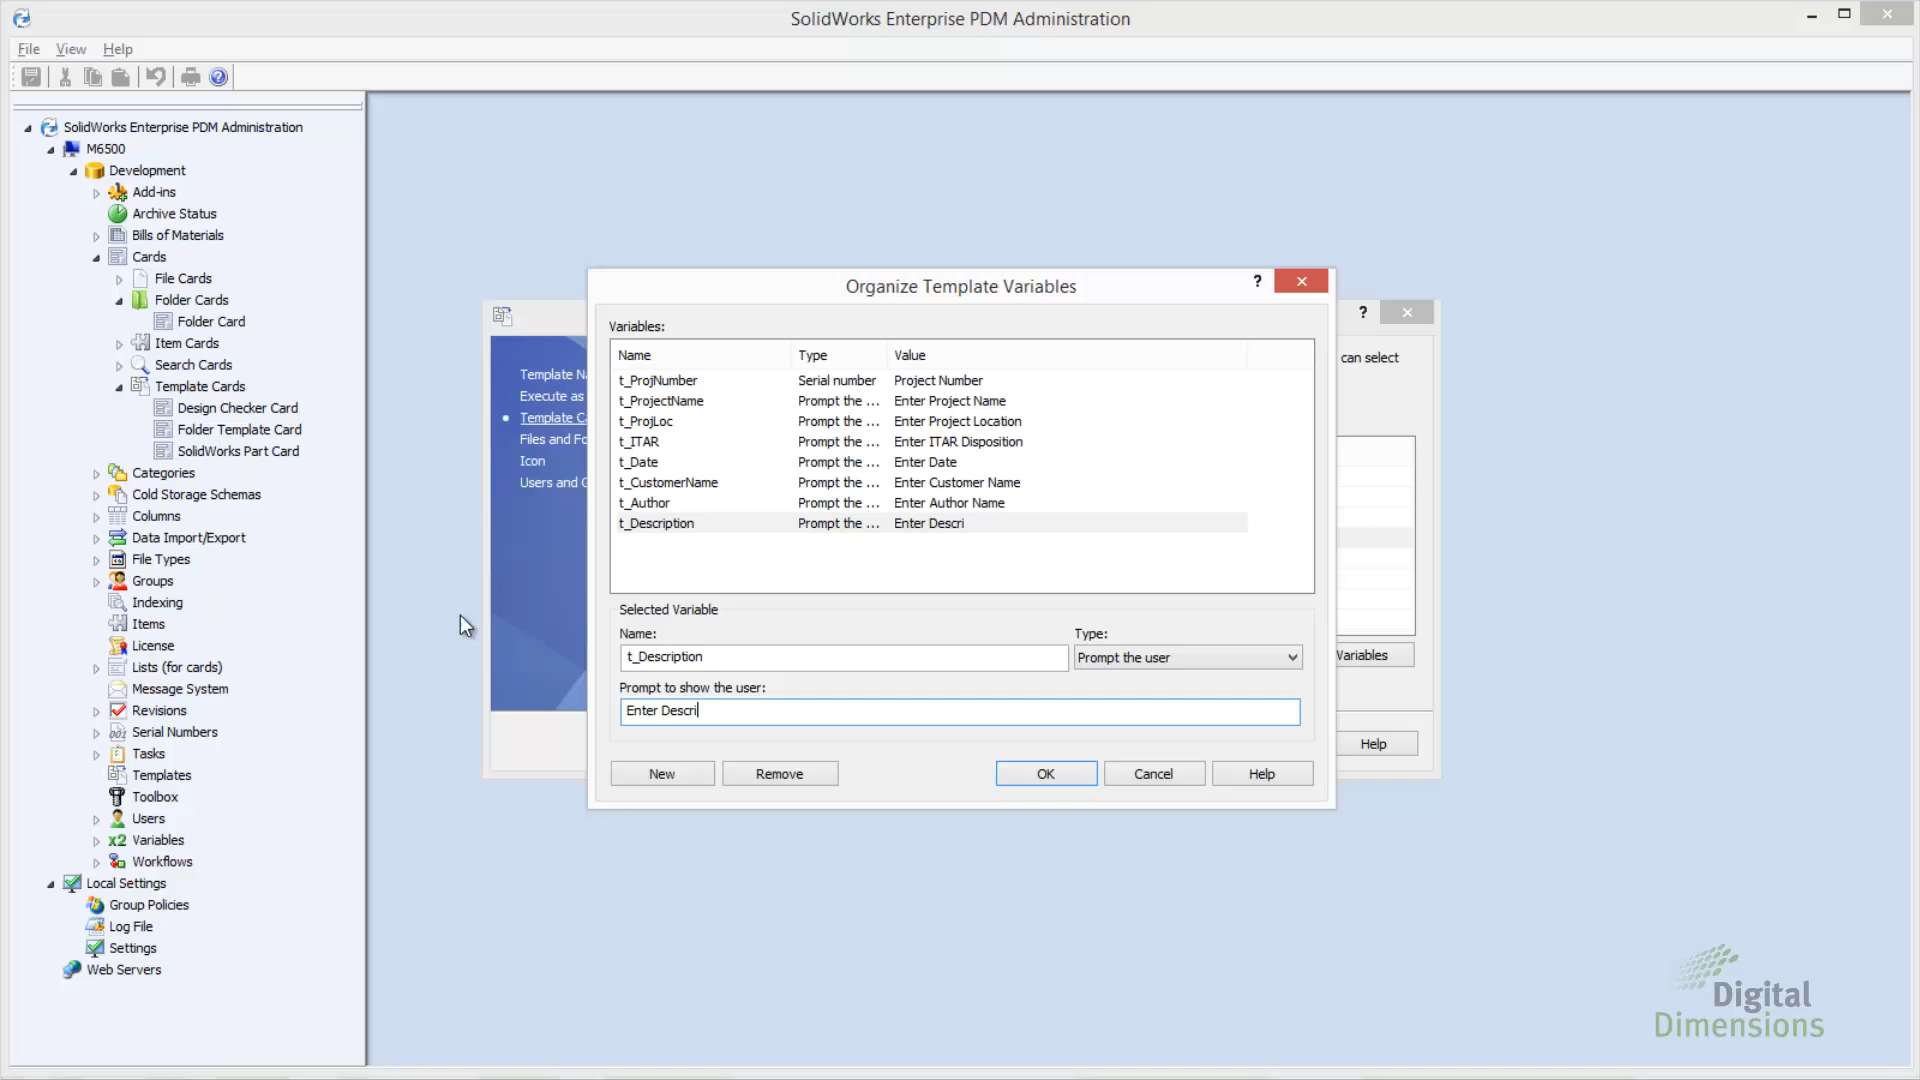 SolidWorks Enterprise PDM Administration
File View Help
SolidWorks Enterprise PDM Administration
M6500
Development
Add-ins
Archive Status
Bills of Materials
Cards
File Cards
Folder Cards
Folder Card
Item Cards
Search Cards
Template Cards
Design Checker Card
Folder Template Card
SolidWorks Part Card
Categories
Cold Storage Schemas
Columns
Data Import/Export
File Types
Groups
Indexing
Items
License
Lists (for cards)
Message System
Revisions
Serial Numbers
Tasks
Templates
Toolbox
Users
Variables
Workflows
Local Settings
Group Policies
Log File
Settings
Web Servers
Template N
Execute as
Template C
Files and Fo
Icon
Users and G
Organize Template Variables
?
Variables:
Name Type Value
t_ProjNumber Serial number Project Number
t_ProjectName Prompt the ... Enter Project Name
t_ProjLoc Prompt the ... Enter Project Location
t_ITAR Prompt the ... Enter ITAR Disposition
t_Date Prompt the ... Enter Date
t_CustomerName Prompt the ... Enter Customer Name
t_Author Prompt the ... Enter Author Name
t_Description Prompt the ... Enter Descri
Selected Variable
Name: Type:
t_Description Prompt the user
Prompt to show the user:
Enter Descri
New Remove OK Cancel Help
?
can select
Variables
Help
Digital
Dimensions